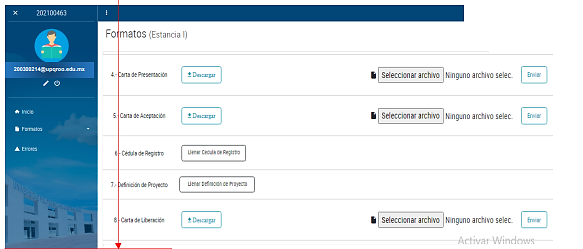 × 202100463
200300214@upqroo.edu.mx
Inicio
Formatos
Errores
Formatos (Estancia I)
4.- Carta de Presentación Descargar Seleccionar archivo Ninguno archivo selec. Enviar
5.- Carta de Aceptación Descargar Seleccionar archivo Ninguno archivo selec. Enviar
6.- Cédula de Registro Llenar Cédula de Registro
7.- Definición de Proyecto Llenar Definición de Proyecto
8.- Carta de Liberación Descargar Seleccionar archivo Ninguno archivo selec. Enviar
Activar Windows